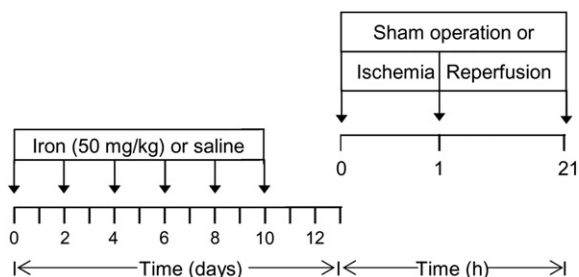 Sham operation or
Ischemia Reperfusion
Iron (50 mg/kg) or saline
0 1 21
0 2 4 6 8 10 12
Time (days) Time (h)